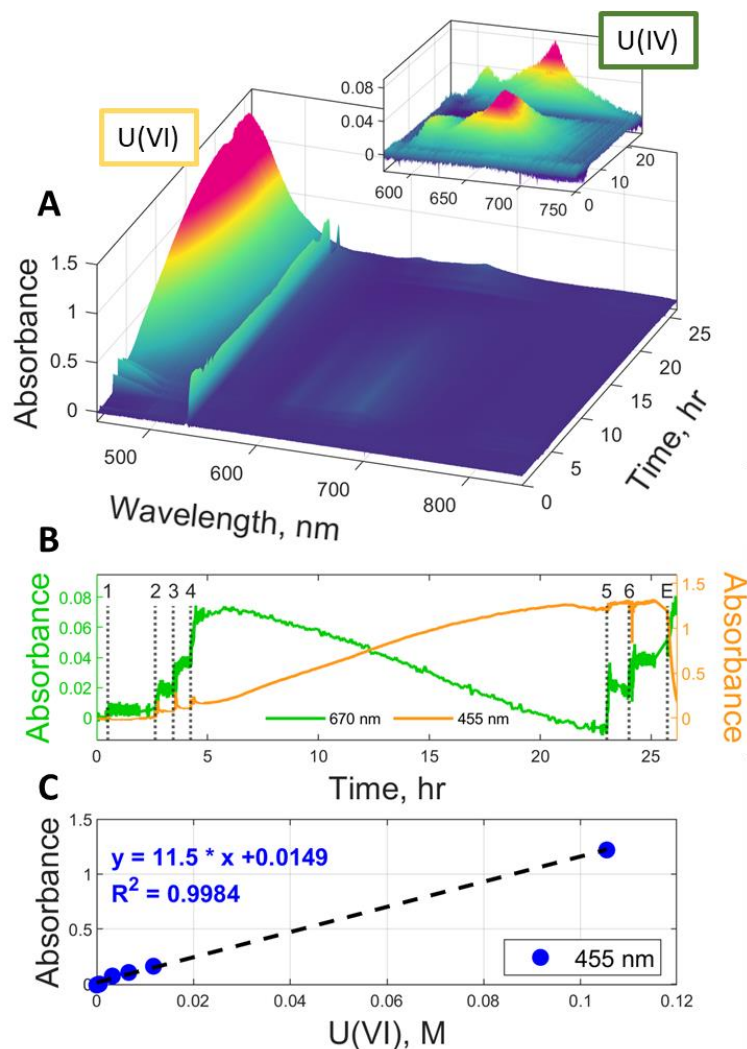 U(IV)
U(VI)
0.08
0.04
0
600
650
700
750
0
10
20
A
Absorbance
1.5
1
0.5
0
500
600
700
800
Wavelength, nm
0
5
10
15
20
25
Time, hr
B
Absorbance
0.08
0.06
0.04
0.02
0
1 2 3 4 5 6 E
670 nm 455 nm
1.5
1
0.5
0
Absorbance
0 5 10 15 20 25
Time, hr
C
Absorbance
1.5
1
0.5
0
y = 11.5 * x +0.0149
R² = 0.9984
455 nm
0 0.02 0.04 0.06 0.08 0.1 0.12
U(VI), M